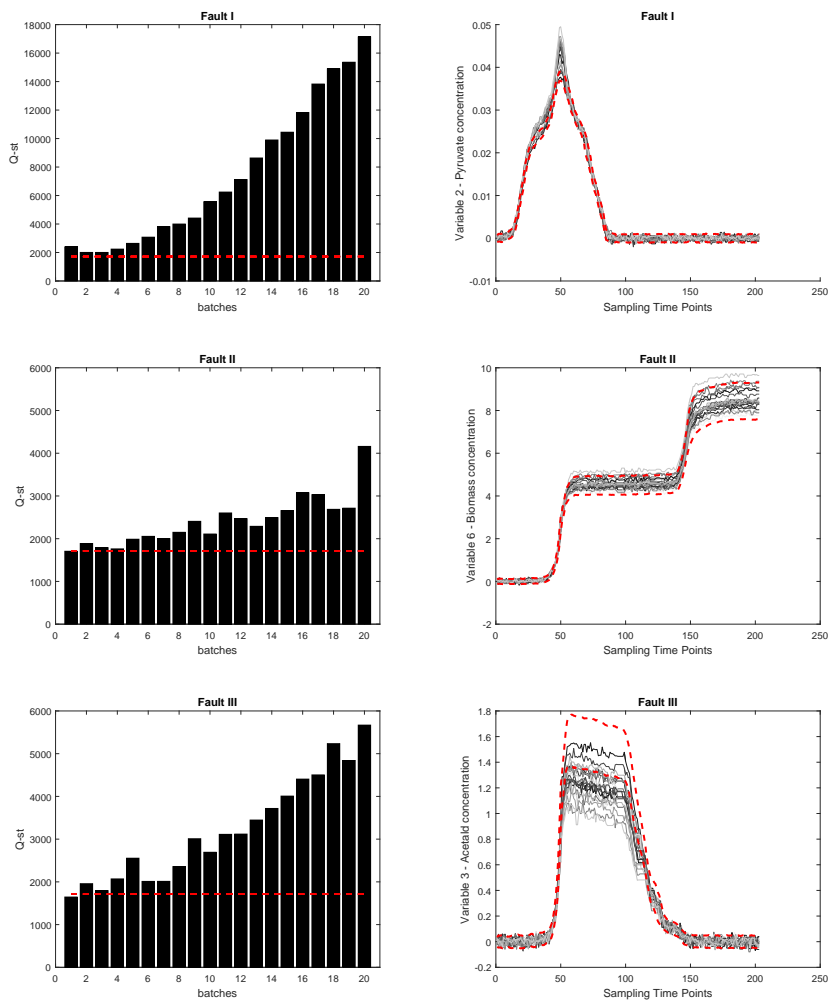 Fault I
18000
16000
14000
12000
10000
8000
6000
4000
2000
0
Q-st
0 2 4 6 8 10 12 14 16 18 20
batches
Fault I
0.05
0.04
0.03
0.02
0.01
0
-0.01
Variable 2 - Pyruvate concentration
0 50 100 150 200 250
Sampling Time Points
Fault II
6000
5000
4000
3000
2000
1000
0
Q-st
0 2 4 6 8 10 12 14 16 18 20
batches
Fault II
10
8
6
4
2
0
-2
Variable 6 - Biomass concentration
0 50 100 150 200 250
Sampling Time Points
Fault III
6000
5000
4000
3000
2000
1000
0
Q-st
0 2 4 6 8 10 12 14 16 18 20
batches
Fault III
1.8
1.6
1.4
1.2
1
0.8
0.6
0.4
0.2
0
-0.2
Variable 3 - Acetald concentration
0 50 100 150 200 250
Sampling Time Points